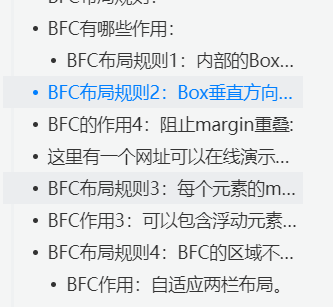 BFC有哪些作用：
BFC布局规则1：内部的Box...
BFC布局规则2：Box垂直方向...
BFC的作用4：阻止margin重叠:
这里有一个网址可以在线演示...
BFC布局规则3：每个元素的m...
BFC作用3：可以包含浮动元素...
BFC布局规则4：BFC的区域不...
BFC作用：自适应两栏布局。